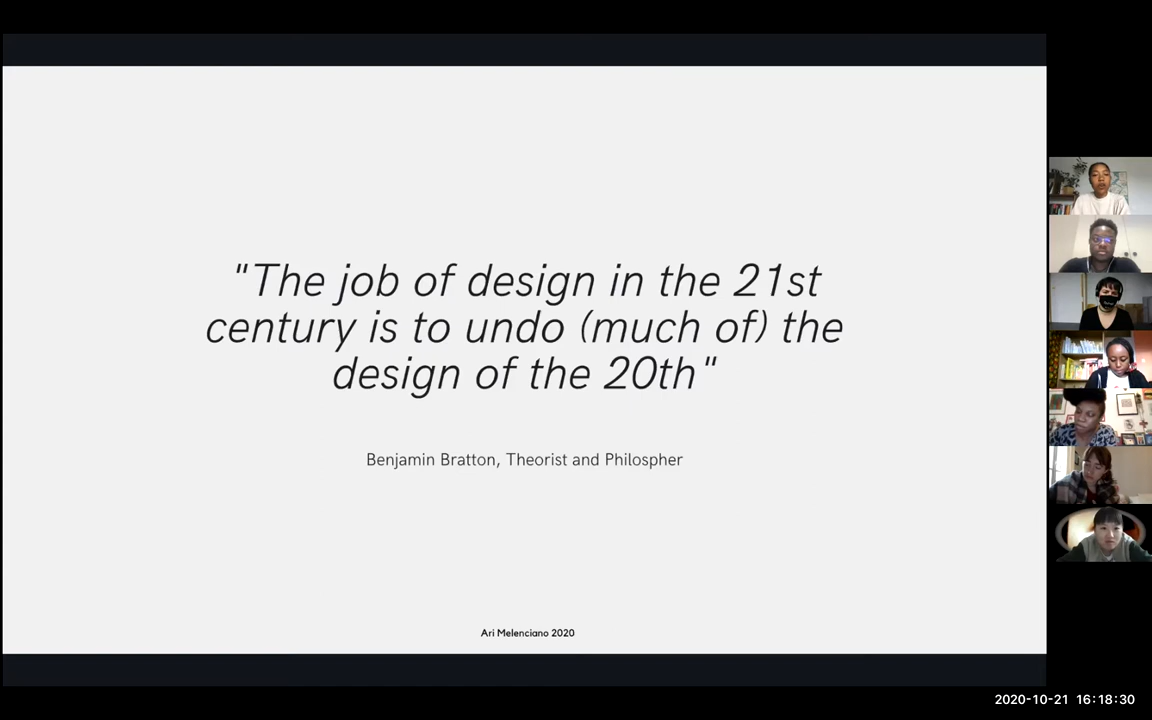 "The job of design in the 21st
century is to undo (much of) the
design of the 20th"
Benjamin Bratton, Theorist and Philospher
Ari Melenciano 2020
2020-10-21 16:18:30